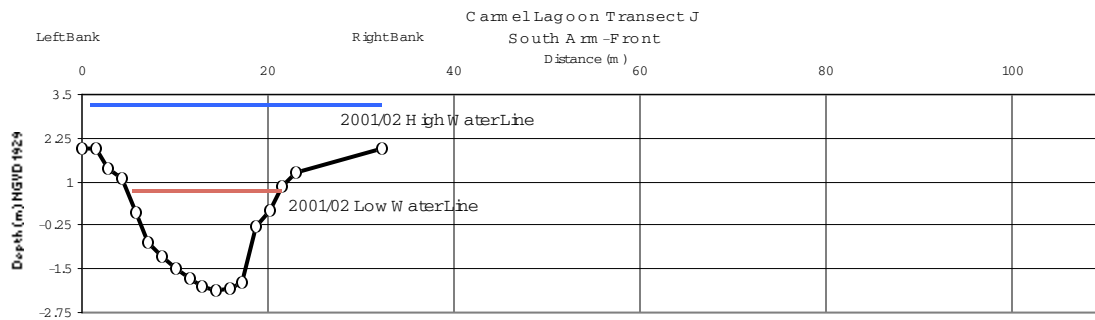 Carmel Lagoon Transect J
Left Bank
Right Bank
South Arm - Front
Distance (m)
0 20 40 60 80 100
3.5
2001/02 High Water Line
2.25
1
2001/02 Low Water Line
-0.25
-1.5
-2.75
Depth (m) NGVD 1929